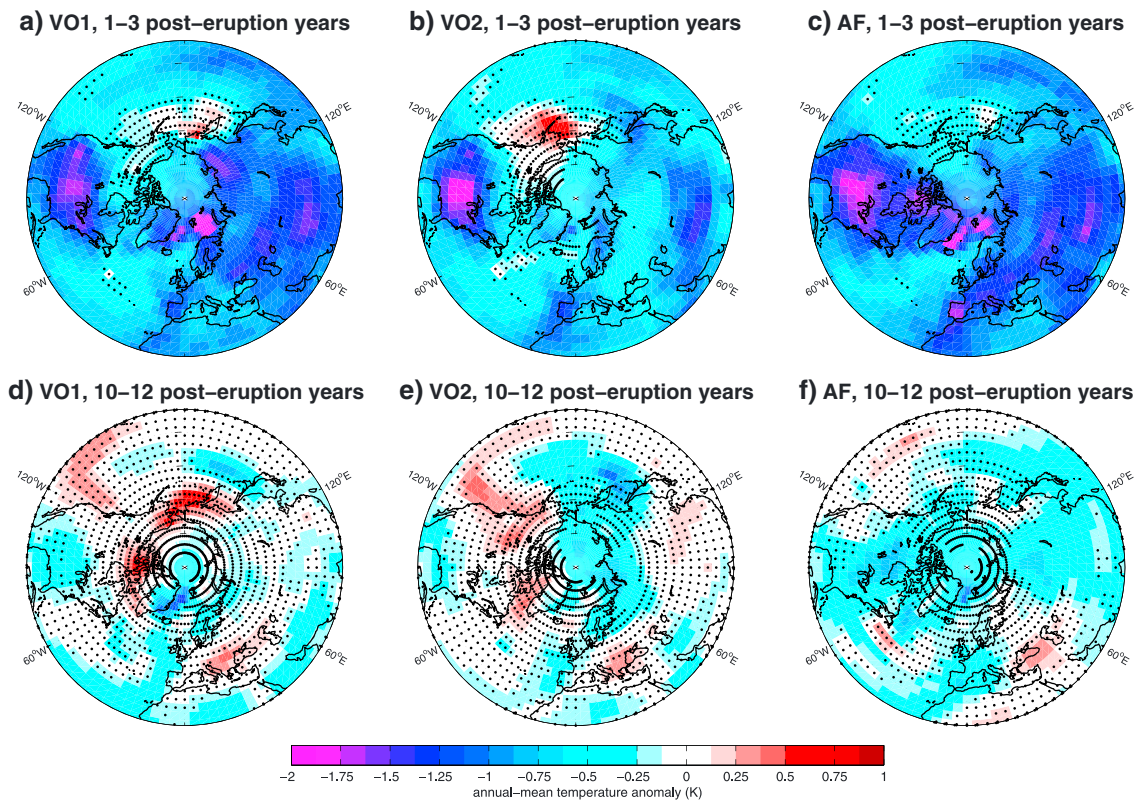 a) VO1, 1−3 post−eruption years
b) VO2, 1−3 post−eruption years
c) AF, 1−3 post−eruption years
120°W
120°E
60°W
60°E
120°W
120°E
60°W
60°E
120°W
120°E
60°W
60°E
d) VO1, 10−12 post−eruption years
e) VO2, 10−12 post−eruption years
f) AF, 10−12 post−eruption years
120°W
120°E
60°W
60°E
120°W
120°E
60°W
60°E
120°W
120°E
60°W
60°E
−2 −1.75 −1.5 −1.25 −1 −0.75 −0.5 −0.25 0 0.25 0.5 0.75 1
annual−mean temperature anomaly (K)